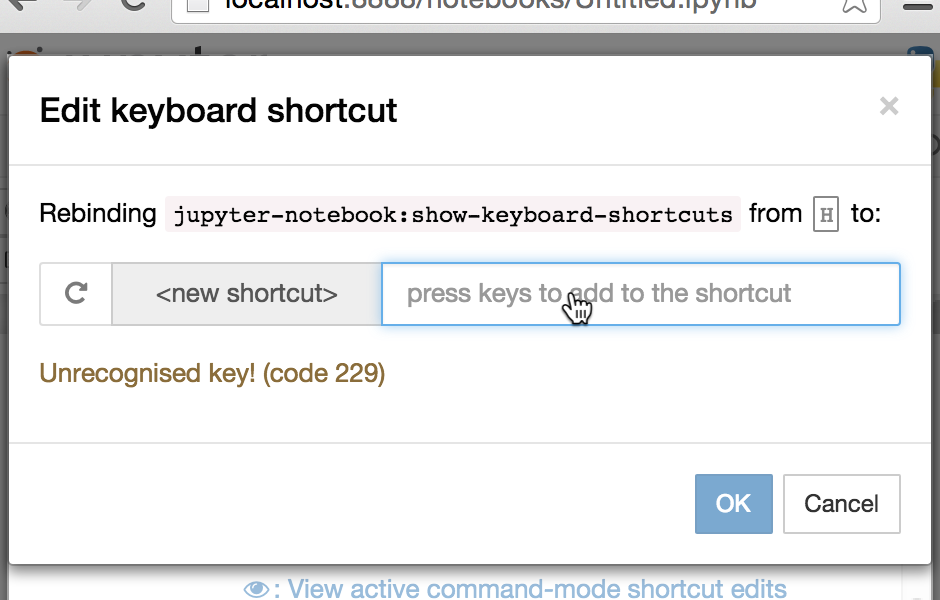 localhost:8888/notebooks/Untitled.ipynb
Edit keyboard shortcut
×
Rebinding jupyter-notebook:show-keyboard-shortcuts from H to:
<new shortcut> press keys to add to the shortcut
Unrecognised key! (code 229)
OK Cancel
: View active command-mode shortcut edits